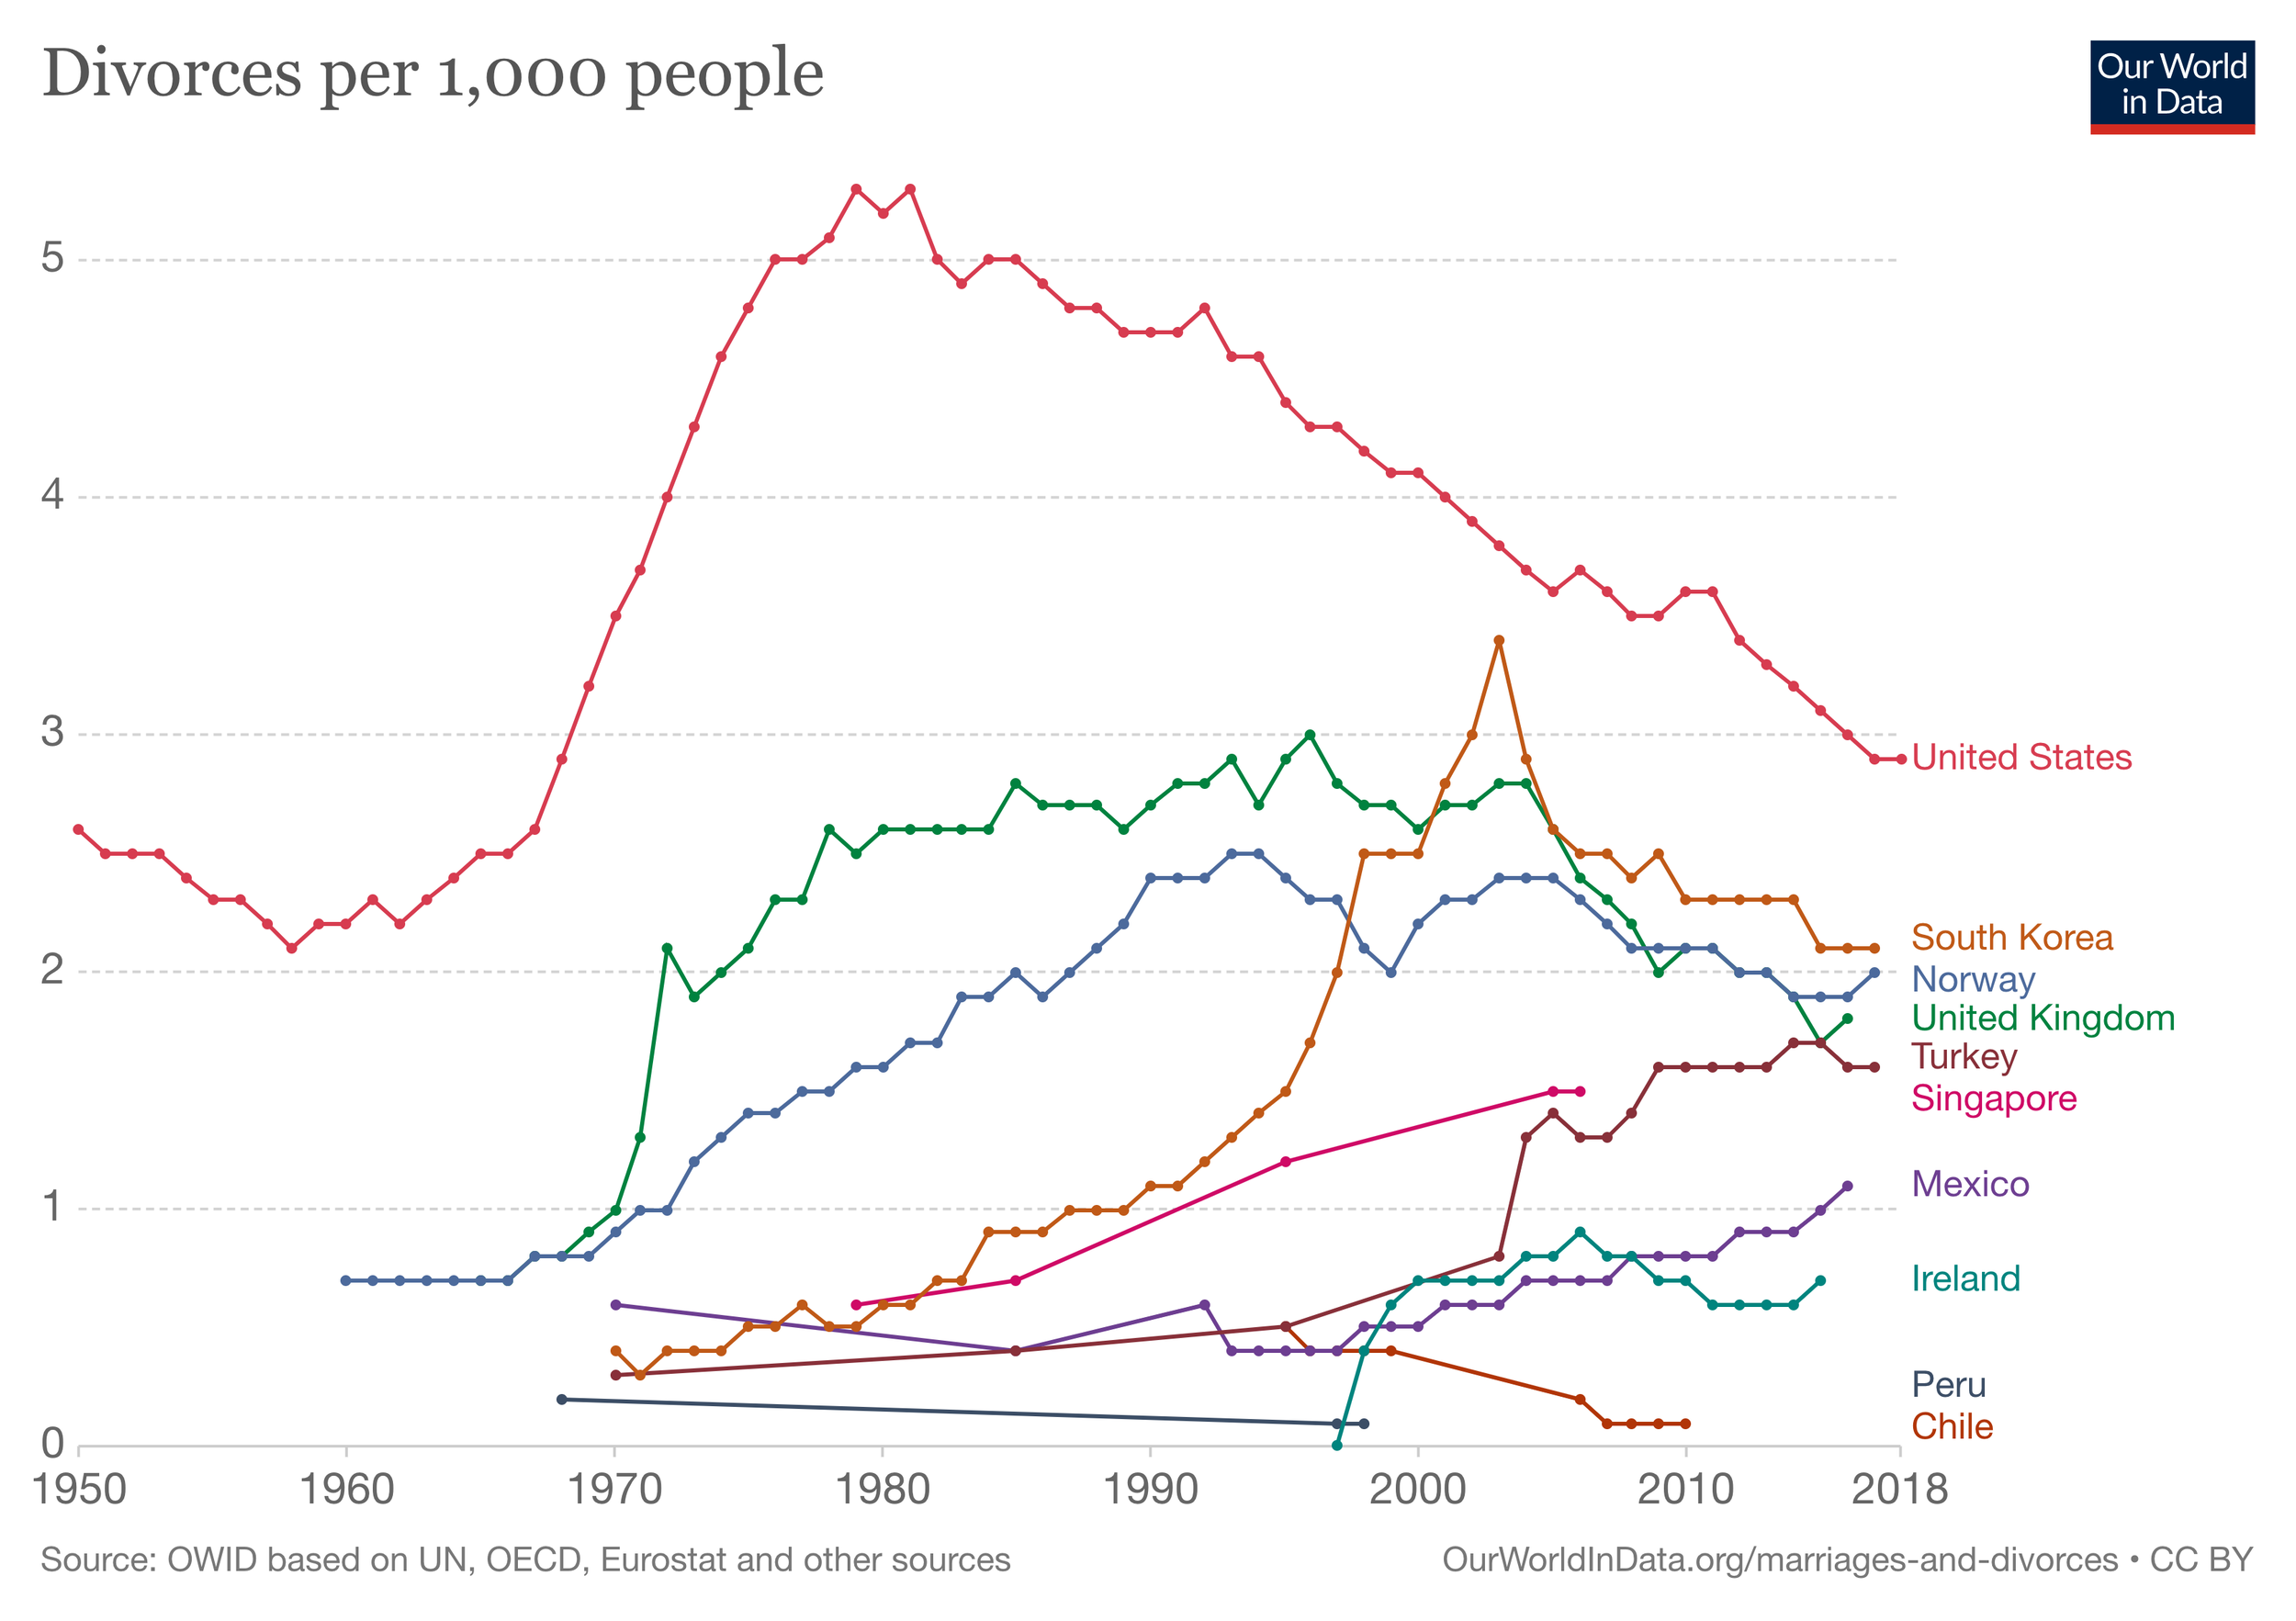 Divorces per 1,000 people
Our World
in Data
5
4
3
2
1
0
United States
South Korea
Norway
United Kingdom
Turkey
Singapore
Mexico
Ireland
Peru
Chile
1950 1960 1970 1980 1990 2000 2010 2018
Source: OWID based on UN, OECD, Eurostat and other sources
OurWorldInData.org/marriages-and-divorces • CC BY